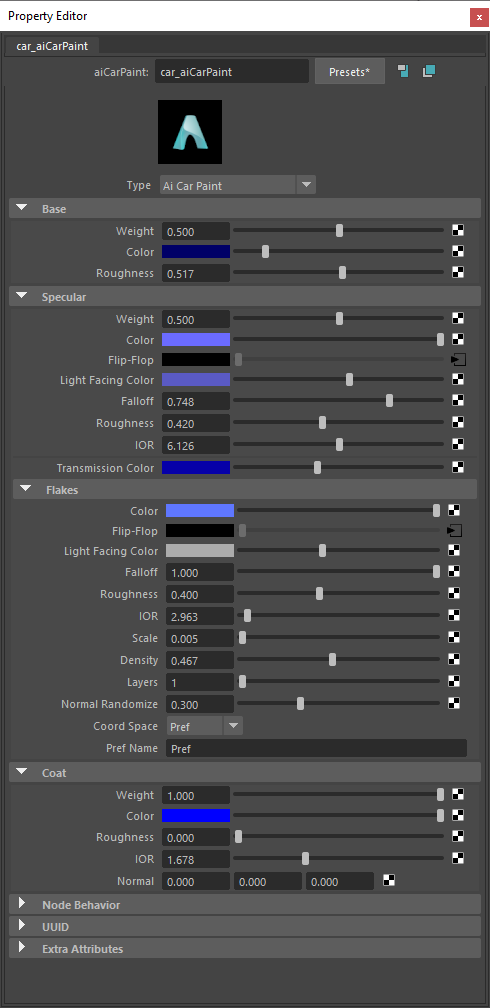 Property Editor
x
car_aiCarPaint
aiCarPaint: car_aiCarPaint Presets*
Type Ai Car Paint
Base
Weight 0.500
Color
Roughness 0.517
Specular
Weight 0.500
Color
Flip-Flop
Light Facing Color
Falloff 0.748
Roughness 0.420
IOR 6.126
Transmission Color
Flakes
Color
Flip-Flop
Light Facing Color
Falloff 1.000
Roughness 0.400
IOR 2.963
Scale 0.005
Density 0.467
Layers 1
Normal Randomize 0.300
Coord Space Pref
Pref Name Pref
Coat
Weight 1.000
Color
Roughness 0.000
IOR 1.678
Normal 0.000 0.000 0.000
Node Behavior
UUID
Extra Attributes